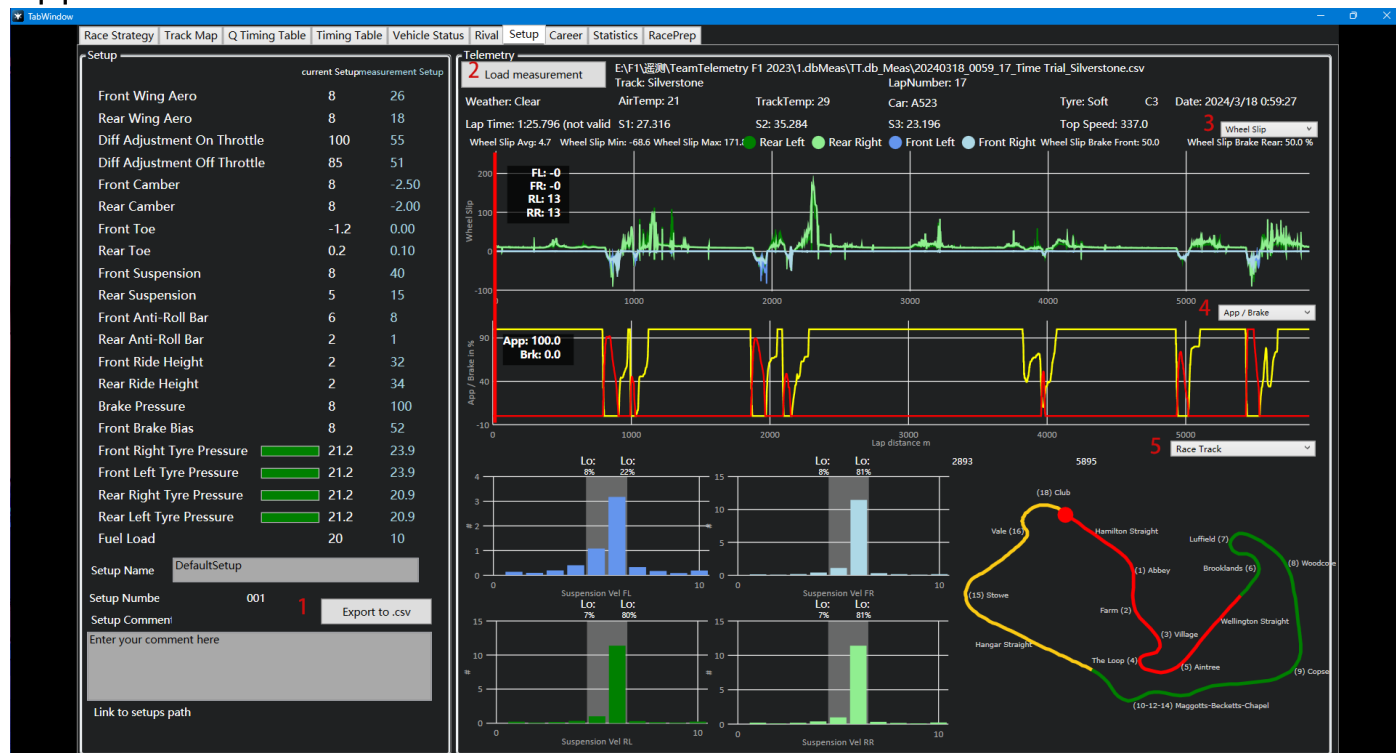 TabWindow
Race Strategy Track Map Q Timing Table Timing Table Vehicle Status Rival Setup Career Statistics RacePrep
Setup
current Setup measurement Setup
Front Wing Aero 8 26
Rear Wing Aero 8 18
Diff Adjustment On Throttle 100 55
Diff Adjustment Off Throttle 85 51
Front Camber 8 -2.50
Rear Camber 8 -2.00
Front Toe -1.2 0.00
Rear Toe 0.2 0.10
Front Suspension 8 40
Rear Suspension 5 15
Front Anti-Roll Bar 6 8
Rear Anti-Roll Bar 2 1
Front Ride Height 2 32
Rear Ride Height 2 34
Brake Pressure 8 100
Front Brake Bias 8 52
Front Right Tyre Pressure 21.2 23.9
Front Left Tyre Pressure 21.2 23.9
Rear Right Tyre Pressure 21.2 20.9
Rear Left Tyre Pressure 21.2 20.9
Fuel Load 20 10
Setup Name DefaultSetup
Setup Numbe 001
1 Export to .csv
Setup Comment
Enter your comment here
Link to setups path
Telemetry
2 Load measurement
E:\F1\遥测\TeamTelemetry F1 2023\1.dbMeas\TT.db_Meas\20240318_0059_17_Time Trial_Silverstone.csv
Track: Silverstone LapNumber: 17
Weather: Clear AirTemp: 21 TrackTemp: 29 Car: A523 Tyre: Soft C3 Date: 2024/3/18 0:59:27
Lap Time: 1:25.796 (not valid S1: 27.316 S2: 35.284 S3: 23.196 Top Speed: 337.0
3 Wheel Slip
Wheel Slip Avg: 4.7 Wheel Slip Min: -68.6 Wheel Slip Max: 171.8 Rear Left Rear Right Front Left Front Right Wheel Slip Brake Front: 50.0 Wheel Slip Brake Rear: 50.0 %
Wheel Slip
200
100
0
-100
FL: -0
FR: -0
RL: 13
RR: 13
0 1000 2000 3000 4000 5000
4 App / Brake
App / Brake in %
90
40
-10
App: 100.0
Brk: 0.0
0 1000 2000 3000 4000 5000
Lap distance m
5 Race Track
Lo: Lo:
8% 22%
4
3
# 2
1
0
0 10
Suspension Vel FL
Lo: Lo:
8% 81%
15
10
#
5
0
0 10
Suspension Vel FR
Lo: Lo:
7% 80%
15
10
#
5
0
0 10
Suspension Vel RL
Lo: Lo:
7% 81%
15
10
#
5
0
0 10
Suspension Vel RR
2893 5895
(18) Club
Vale (16)
Hamilton Straight
Luffield (7)
(8) Woodcote
(1) Abbey
Brooklands (6)
(15) Stowe
Farm (2)
Wellington Straight
(3) Village
Hangar Straight
The Loop (4)
(5) Aintree
(9) Copse
(10-12-14) Maggotts-Becketts-Chapel